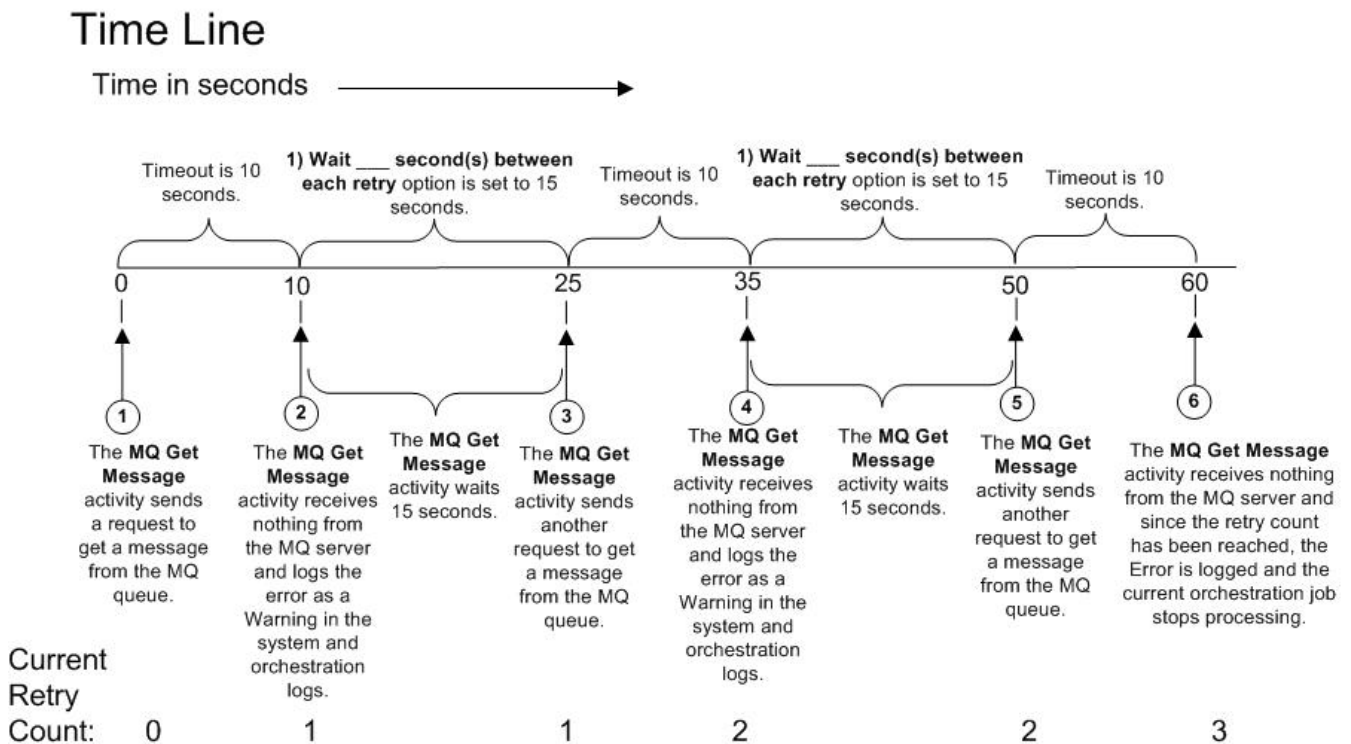 Time Line
Time in seconds
Timeout is 10
seconds.
1) Wait ___ second(s) between
each retry option is set to 15
seconds.
Timeout is 10
seconds.
1) Wait ___ second(s) between
each retry option is set to 15
seconds.
Timeout is 10
seconds.
0
10
25
35
50
60
1
The MQ Get
Message
activity sends
a request to
get a message
from the MQ
queue.
2
The MQ Get
Message
activity receives
nothing from
the MQ server
and logs the
error as a
Warning in the
system and
orchestration
logs.
The MQ Get
Message
activity waits
15 seconds.
3
The MQ Get
Message
activity sends
another
request to get
a message
from the MQ
queue.
4
The MQ Get
Message
activity receives
nothing from
the MQ server
and logs the
error as a
Warning in the
system and
orchestration
logs.
The MQ Get
Message
activity waits
15 seconds.
5
The MQ Get
Message
activity sends
another
request to get
a message
from the MQ
queue.
6
The MQ Get Message
activity receives nothing
from the MQ server and
since the retry count
has been reached, the
Error is logged and the
current orchestration job
stops processing.
Current
Retry
Count: 0 1 1 2 2 3